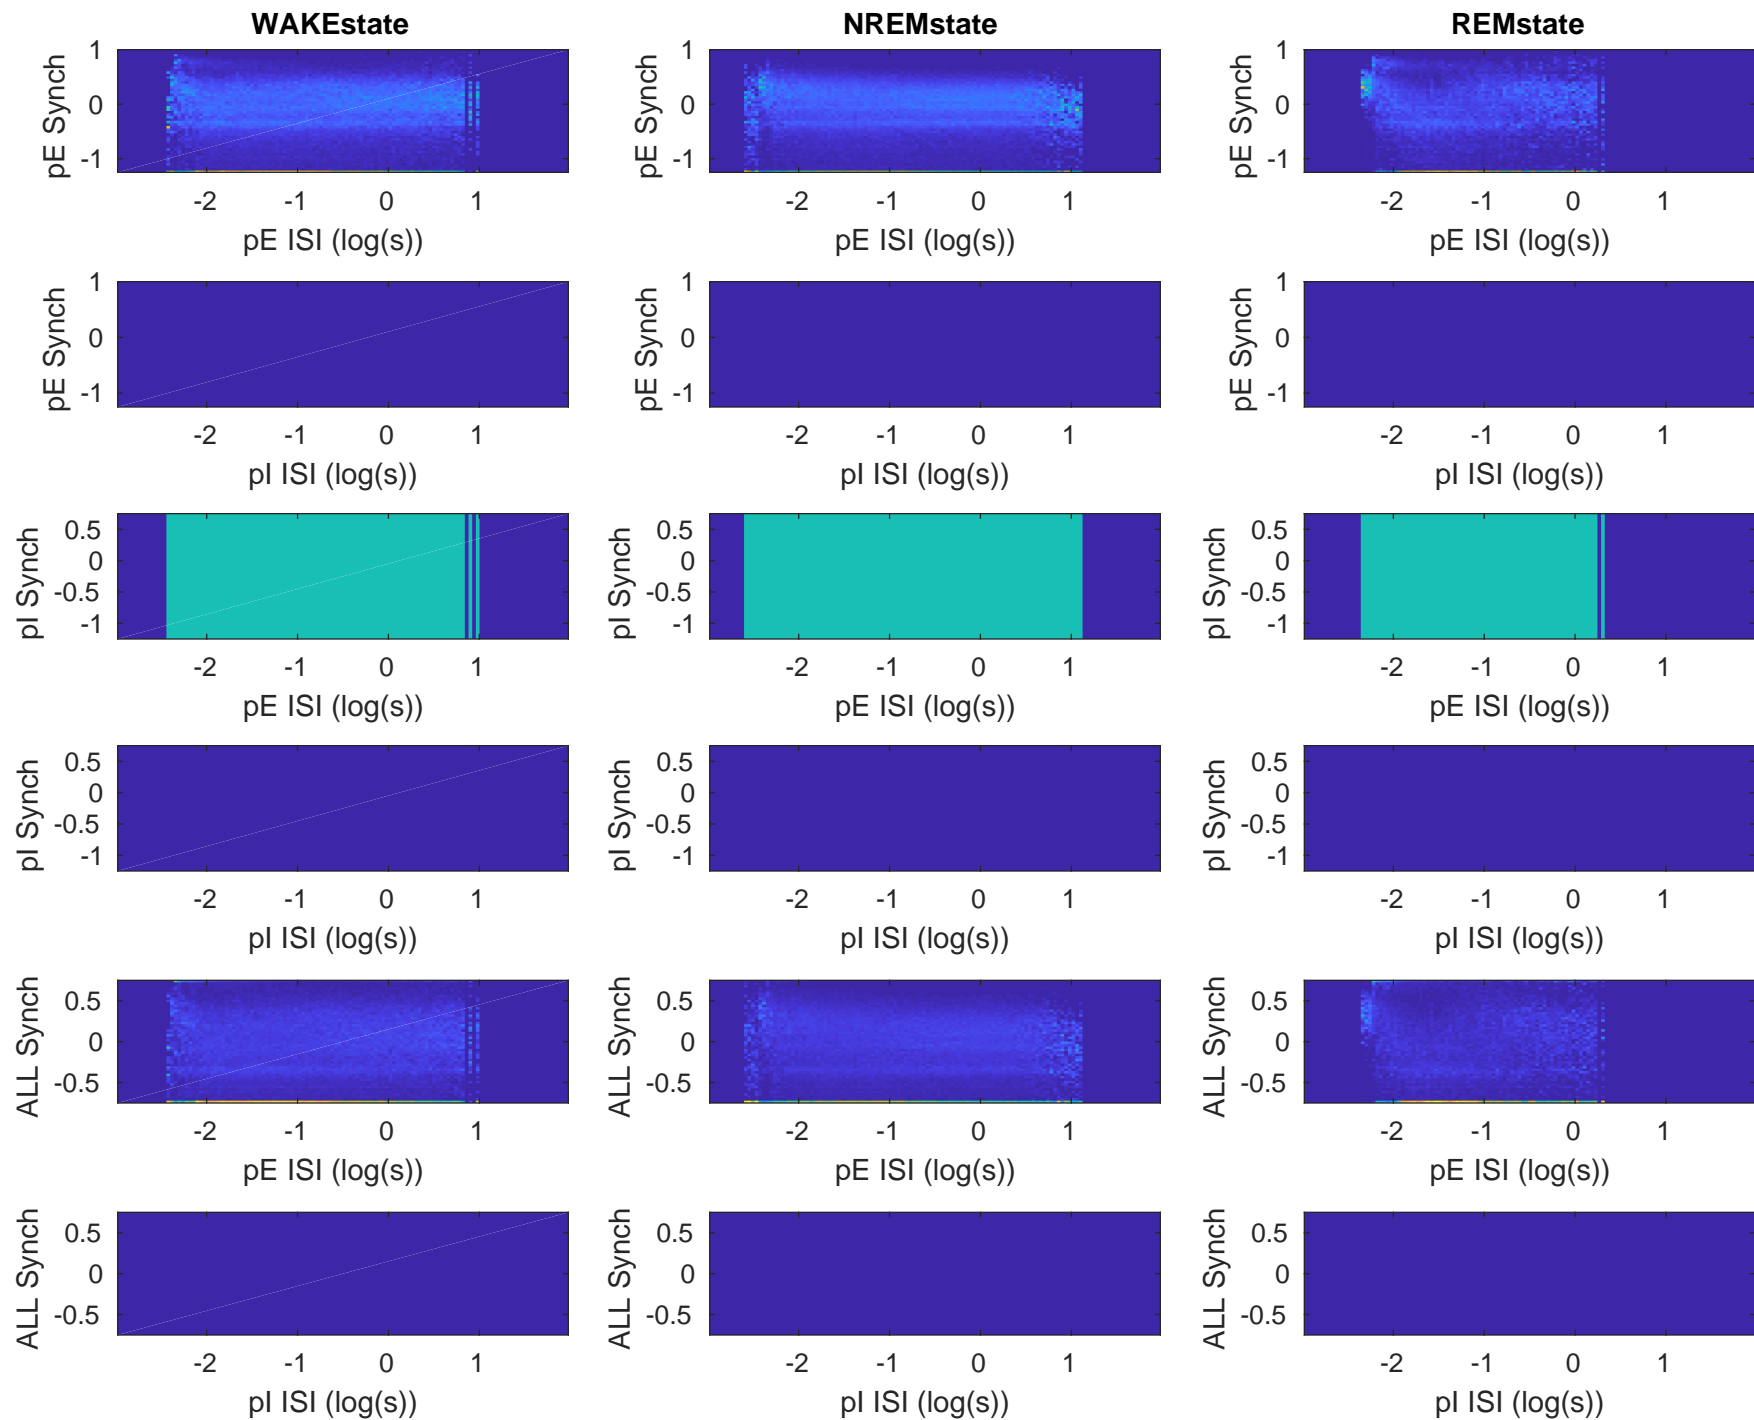 WAKEstate NREMstate REMstate
pE Synch 1 0 -1 pE Synch 1 0 -1 pE Synch 1 0 -1
-2 -1 0 1 -2 -1 0 1 -2 -1 0 1
pE ISI (log(s)) pE ISI (log(s)) pE ISI (log(s))
pE Synch 1 0 -1 pE Synch 1 0 -1 pE Synch 1 0 -1
-2 -1 0 1 -2 -1 0 1 -2 -1 0 1
pI ISI (log(s)) pI ISI (log(s)) pI ISI (log(s))
pI Synch 0.5 0 -0.5 -1 pI Synch 0.5 0 -0.5 -1 pI Synch 0.5 0 -0.5 -1
-2 -1 0 1 -2 -1 0 1 -2 -1 0 1
pE ISI (log(s)) pE ISI (log(s)) pE ISI (log(s))
pI Synch 0.5 0 -0.5 -1 pI Synch 0.5 0 -0.5 -1 pI Synch 0.5 0 -0.5 -1
-2 -1 0 1 -2 -1 0 1 -2 -1 0 1
pI ISI (log(s)) pI ISI (log(s)) pI ISI (log(s))
ALL Synch 0.5 0 -0.5 ALL Synch 0.5 0 -0.5 ALL Synch 0.5 0 -0.5
-2 -1 0 1 -2 -1 0 1 -2 -1 0 1
pE ISI (log(s)) pE ISI (log(s)) pE ISI (log(s))
ALL Synch 0.5 0 -0.5 ALL Synch 0.5 0 -0.5 ALL Synch 0.5 0 -0.5
-2 -1 0 1 -2 -1 0 1 -2 -1 0 1
pI ISI (log(s)) pI ISI (log(s)) pI ISI (log(s))